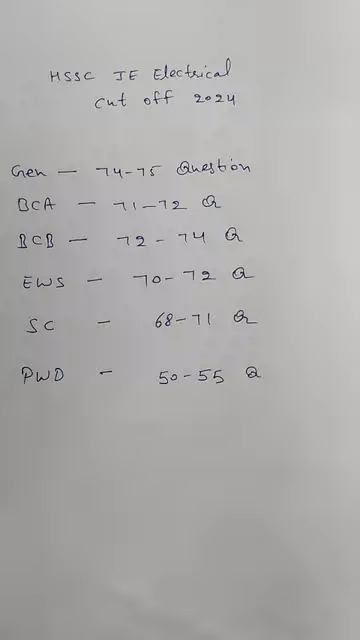 HSSC JE Electrical
Cut off 2024
Gen - 74-75 Question
BCA - 71-72 Q
BCB - 72-74 Q
EWS - 70-72 Q
SC - 68-71 Q
PWD - 50-55 Q